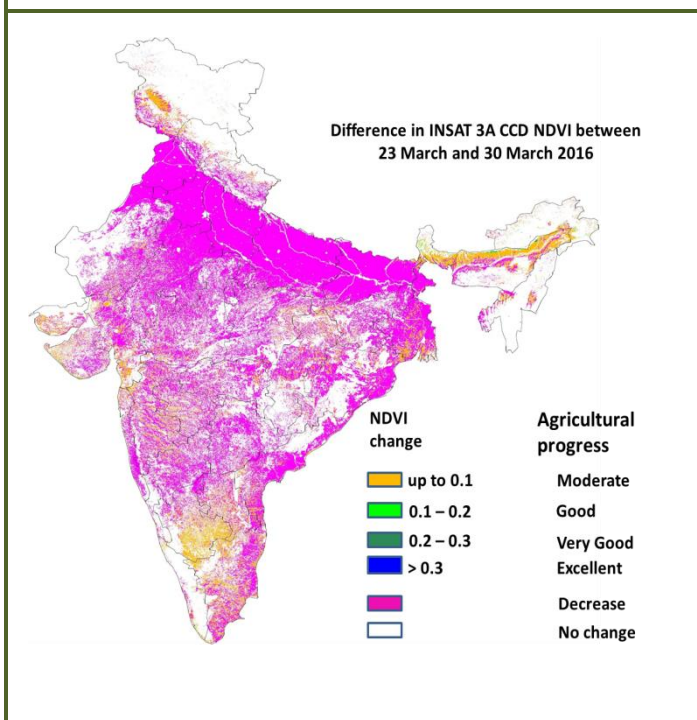 Difference in INSAT 3A CCD NDVI between
23 March and 30 March 2016
NDVI change
Agricultural progress
up to 0.1 Moderate
0.1 – 0.2 Good
0.2 – 0.3 Very Good
> 0.3 Excellent
Decrease
No change